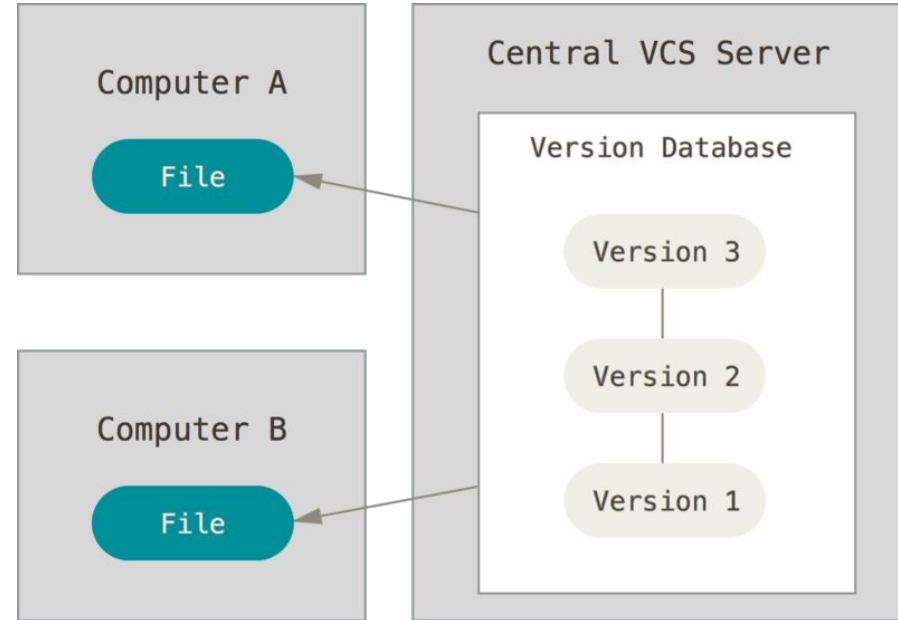 Computer A
File
Computer B
File
Central VCS Server
Version Database
Version 3
Version 2
Version 1